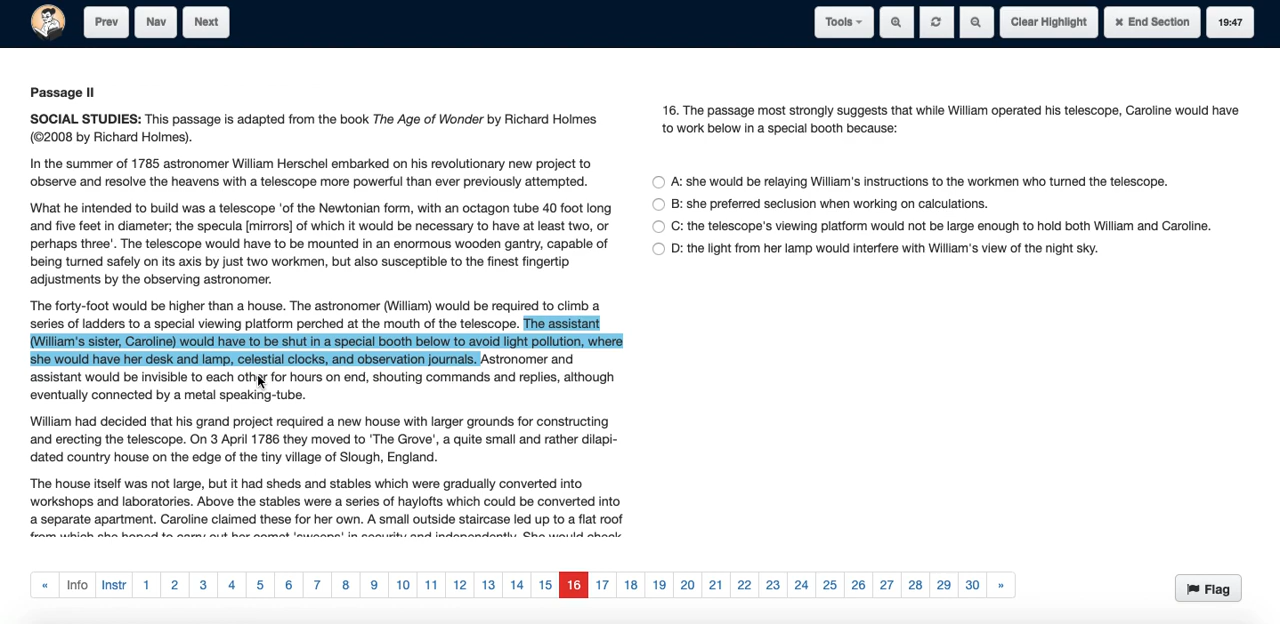 Prev Nav Next Tools Clear Highlight ✖ End Section 19:47
Passage II
SOCIAL STUDIES: This passage is adapted from the book The Age of Wonder by Richard Holmes
(©2008 by Richard Holmes).
In the summer of 1785 astronomer William Herschel embarked on his revolutionary new project to
observe and resolve the heavens with a telescope more powerful than ever previously attempted.
What he intended to build was a telescope 'of the Newtonian form, with an octagon tube 40 foot long
and five feet in diameter; the specula [mirrors] of which it would be necessary to have at least two, or
perhaps three'. The telescope would have to be mounted in an enormous wooden gantry, capable of
being turned safely on its axis by just two workmen, but also susceptible to the finest fingertip
adjustments by the observing astronomer.
The forty-foot would be higher than a house. The astronomer (William) would be required to climb a
series of ladders to a special viewing platform perched at the mouth of the telescope. The assistant
(William's sister, Caroline) would have to be shut in a special booth below to avoid light pollution, where
she would have her desk and lamp, celestial clocks, and observation journals. Astronomer and
assistant would be invisible to each other for hours on end, shouting commands and replies, although
eventually connected by a metal speaking-tube.
William had decided that his grand project required a new house with larger grounds for constructing
and erecting the telescope. On 3 April 1786 they moved to 'The Grove', a quite small and rather dilapi-
dated country house on the edge of the tiny village of Slough, England.
The house itself was not large, but it had sheds and stables which were gradually converted into
workshops and laboratories. Above the stables were a series of haylofts which could be converted into
a separate apartment. Caroline claimed these for her own. A small outside staircase led up to a flat roof
from which she hoped to carry out her comet 'sweeps' in security and independently. She would check
16. The passage most strongly suggests that while William operated his telescope, Caroline would have
to work below in a special booth because:
A: she would be relaying William's instructions to the workmen who turned the telescope.
B: she preferred seclusion when working on calculations.
C: the telescope's viewing platform would not be large enough to hold both William and Caroline.
D: the light from her lamp would interfere with William's view of the night sky.
« Info Instr 1 2 3 4 5 6 7 8 9 10 11 12 13 14 15 16 17 18 19 20 21 22 23 24 25 26 27 28 29 30 »
Flag